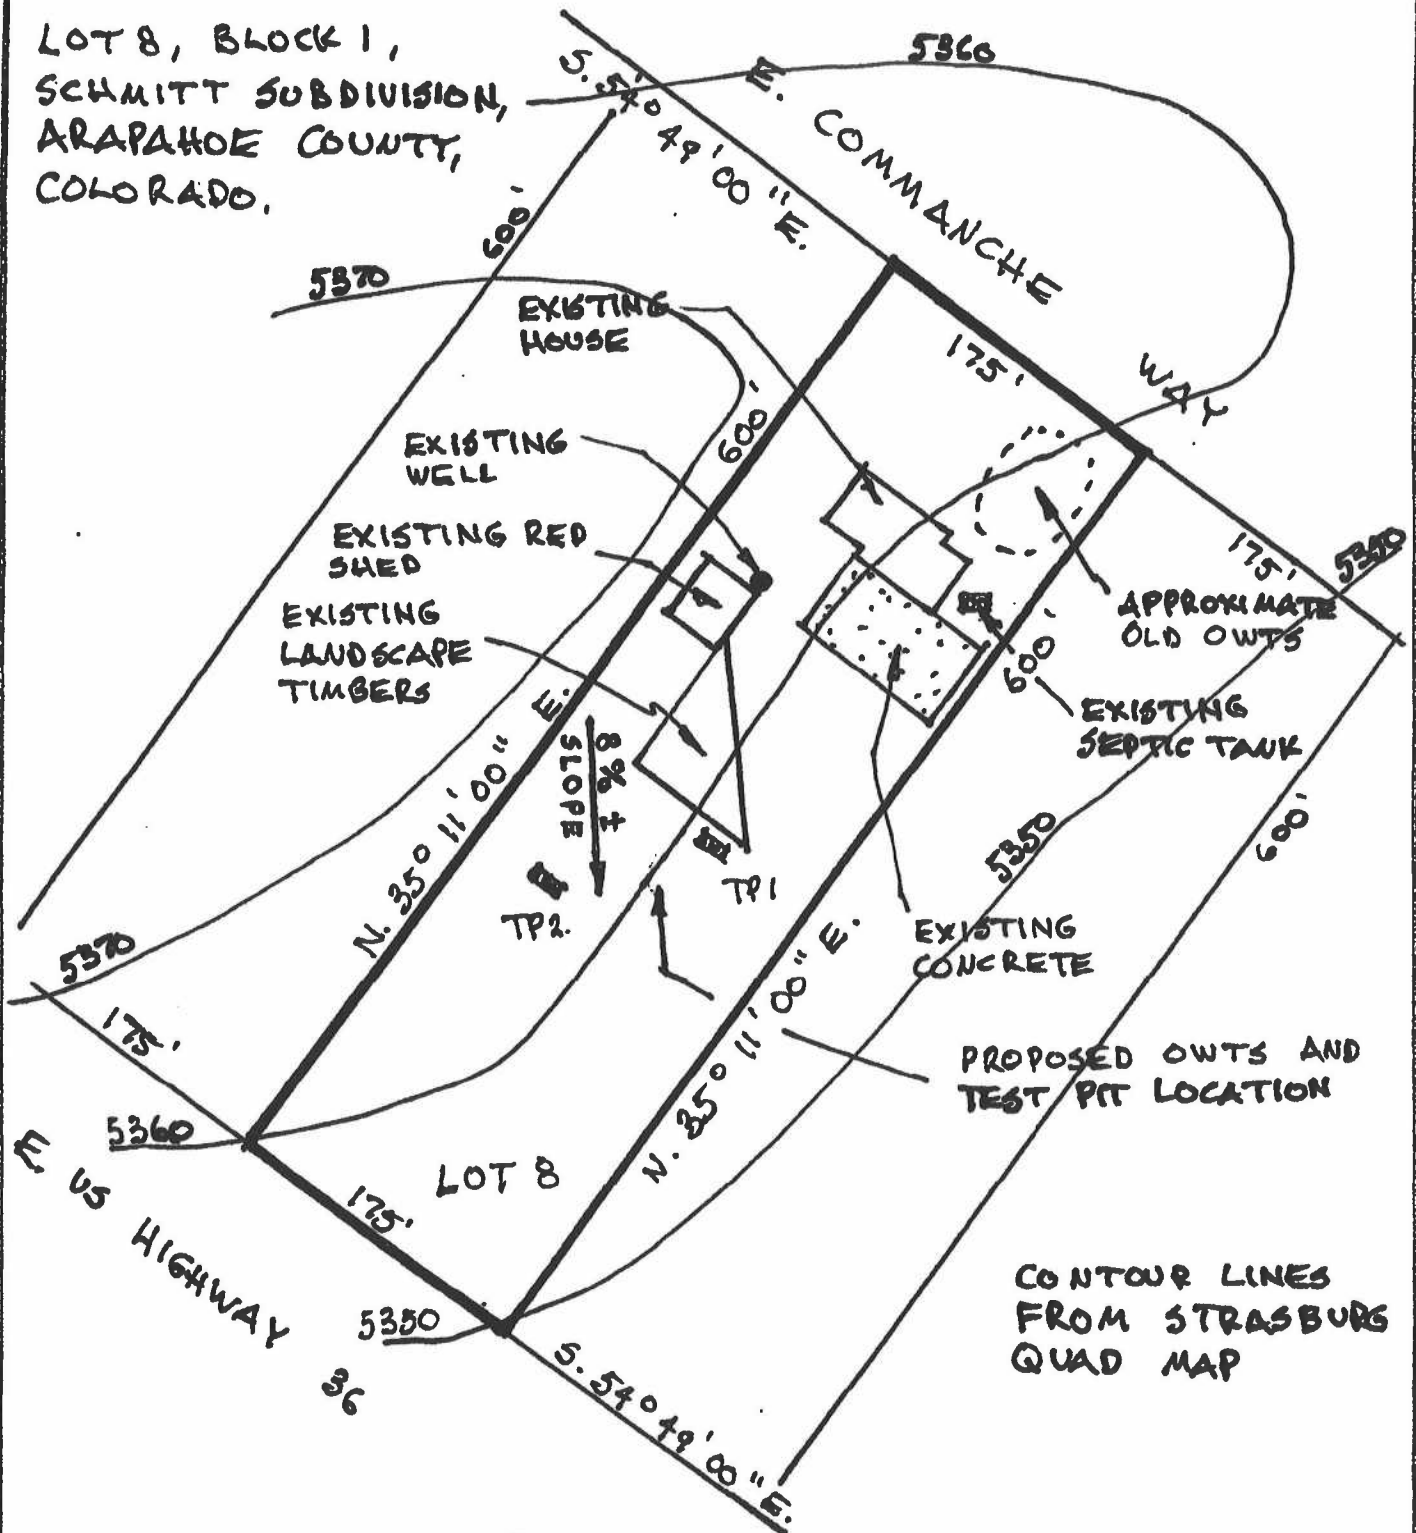 LOT 8, BLOCK 1,
SCHMITT SUBDIVISION,
ARAPAHOE COUNTY,
COLORADO.
5360
S. 54° 49' 00" E.
E. COMMANCHE WAY
600'
5370
EXISTING
HOUSE
175'
EXISTING
WELL
600'
EXISTING RED
SHED
175'
5350
APPROXIMATE
OLD OWTS
EXISTING
LANDSCAPE
TIMBERS
600'
EXISTING
SEPTIC TANK
N. 35° 11' 00" E.
8% ±
SLOPE
600'
5350
TP1
TP2.
EXISTING
CONCRETE
5370
N. 35° 11' 00" E.
175'
PROPOSED OWTS AND
TEST PIT LOCATION
5360
E US HIGHWAY 36
LOT 8
175'
5350
S. 54° 49' 00" E.
CONTOUR LINES
FROM STRASBURG
QUAD MAP